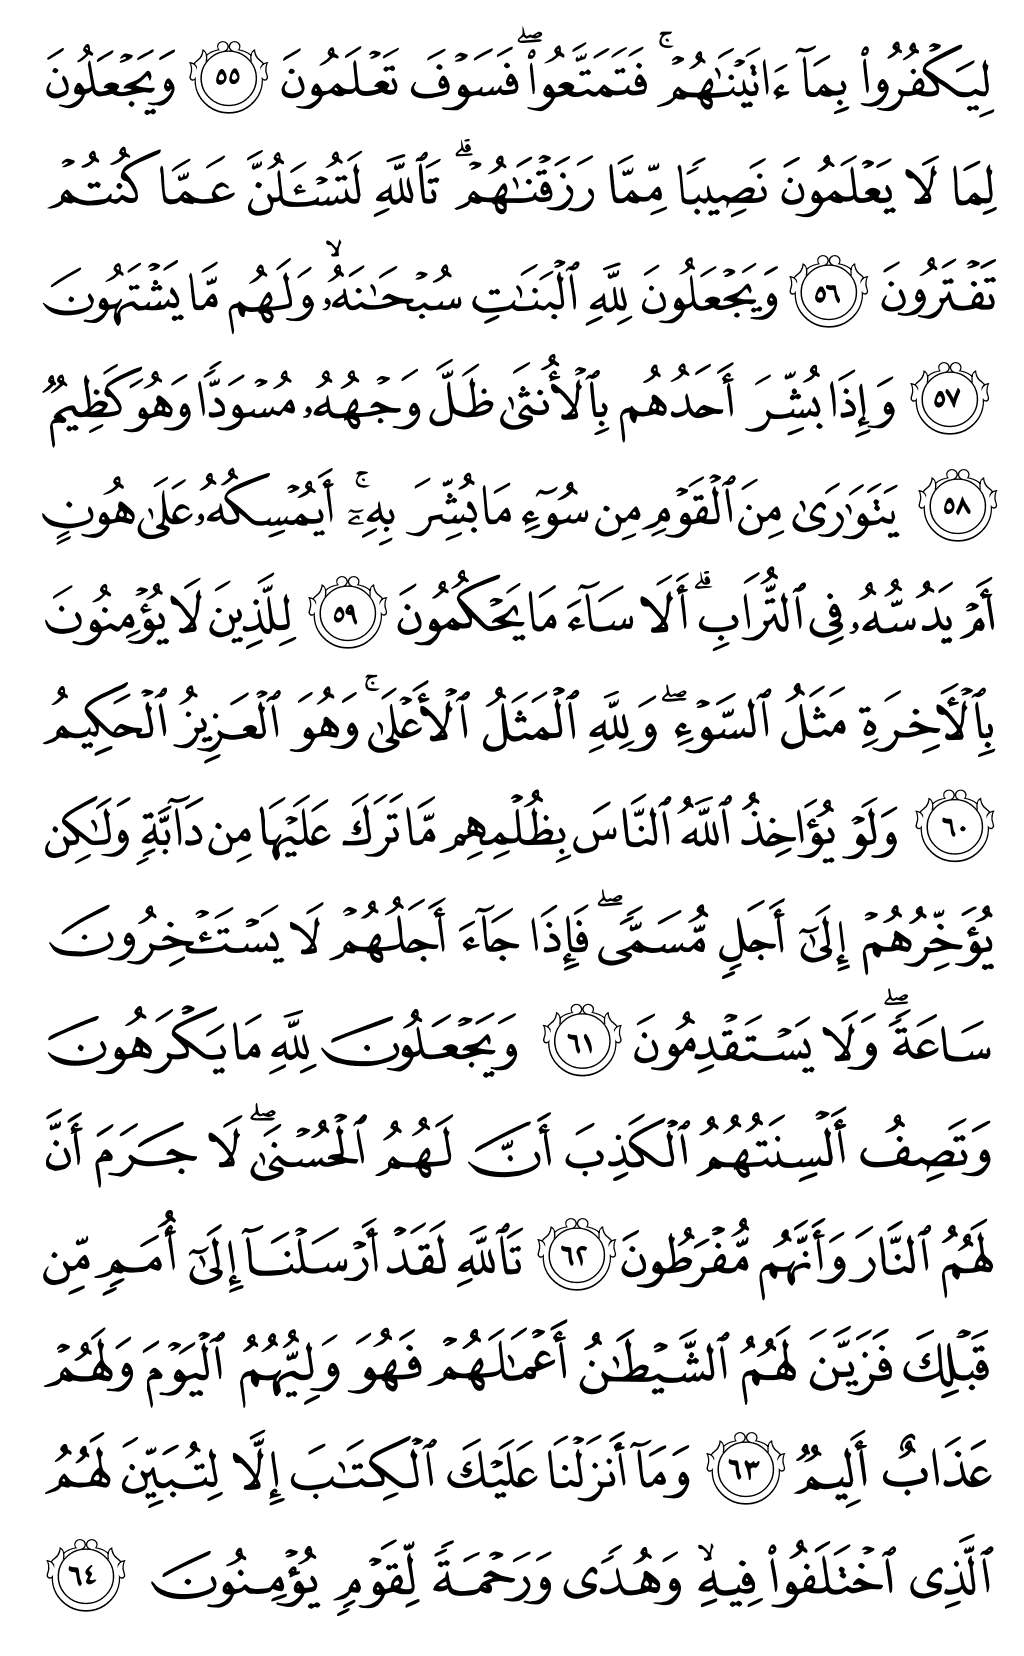 لِيَكْفُرُوا۟ بِمَآ ءَاتَيْنَٰهُمْ ۚ فَتَمَتَّعُوا۟ ۖ فَسَوْفَ تَعْلَمُونَ ٥٥ وَيَجْعَلُونَ
لِمَا لَا يَعْلَمُونَ نَصِيبًا مِّمَّا رَزَقْنَٰهُمْ ۗ تَٱللَّهِ لَتُسْـَٔلُنَّ عَمَّا كُنتُمْ
تَفْتَرُونَ ٥٦ وَيَجْعَلُونَ لِلَّهِ ٱلْبَنَٰتِ سُبْحَٰنَهُۥ ۙ وَلَهُم مَّا يَشْتَهُونَ
٥٧ وَإِذَا بُشِّرَ أَحَدُهُم بِٱلْأُنثَىٰ ظَلَّ وَجْهُهُۥ مُسْوَدًّا وَهُوَ كَظِيمٌ
٥٨ يَتَوَٰرَىٰ مِنَ ٱلْقَوْمِ مِن سُوٓءِ مَا بُشِّرَ بِهِۦٓ ۚ أَيُمْسِكُهُۥ عَلَىٰ هُونٍ
أَمْ يَدُسُّهُۥ فِى ٱلتُّرَابِ ۗ أَلَا سَآءَ مَا يَحْكُمُونَ ٥٩ لِلَّذِينَ لَا يُؤْمِنُونَ
بِٱلْـَٔاخِرَةِ مَثَلُ ٱلسَّوْءِ ۖ وَلِلَّهِ ٱلْمَثَلُ ٱلْأَعْلَىٰ ۚ وَهُوَ ٱلْعَزِيزُ ٱلْحَكِيمُ
٦٠ وَلَوْ يُؤَاخِذُ ٱللَّهُ ٱلنَّاسَ بِظُلْمِهِم مَّا تَرَكَ عَلَيْهَا مِن دَآبَّةٍ وَلَٰكِن
يُؤَخِّرُهُمْ إِلَىٰٓ أَجَلٍ مُّسَمًّى ۖ فَإِذَا جَآءَ أَجَلُهُمْ لَا يَسْتَـْٔخِرُونَ
سَاعَةً ۖ وَلَا يَسْتَقْدِمُونَ ٦١ وَيَجْعَلُونَ لِلَّهِ مَا يَكْرَهُونَ
وَتَصِفُ أَلْسِنَتُهُمُ ٱلْكَذِبَ أَنَّ لَهُمُ ٱلْحُسْنَىٰ ۖ لَا جَرَمَ أَنَّ
لَهُمُ ٱلنَّارَ وَأَنَّهُم مُّفْرَطُونَ ٦٢ تَٱللَّهِ لَقَدْ أَرْسَلْنَآ إِلَىٰٓ أُمَمٍ مِّن
قَبْلِكَ فَزَيَّنَ لَهُمُ ٱلشَّيْطَٰنُ أَعْمَٰلَهُمْ فَهُوَ وَلِيُّهُمُ ٱلْيَوْمَ وَلَهُمْ
عَذَابٌ أَلِيمٌ ٦٣ وَمَآ أَنزَلْنَا عَلَيْكَ ٱلْكِتَٰبَ إِلَّا لِتُبَيِّنَ لَهُمُ
ٱلَّذِى ٱخْتَلَفُوا۟ فِيهِ ۙ وَهُدًى وَرَحْمَةً لِّقَوْمٍ يُؤْمِنُونَ ٦٤